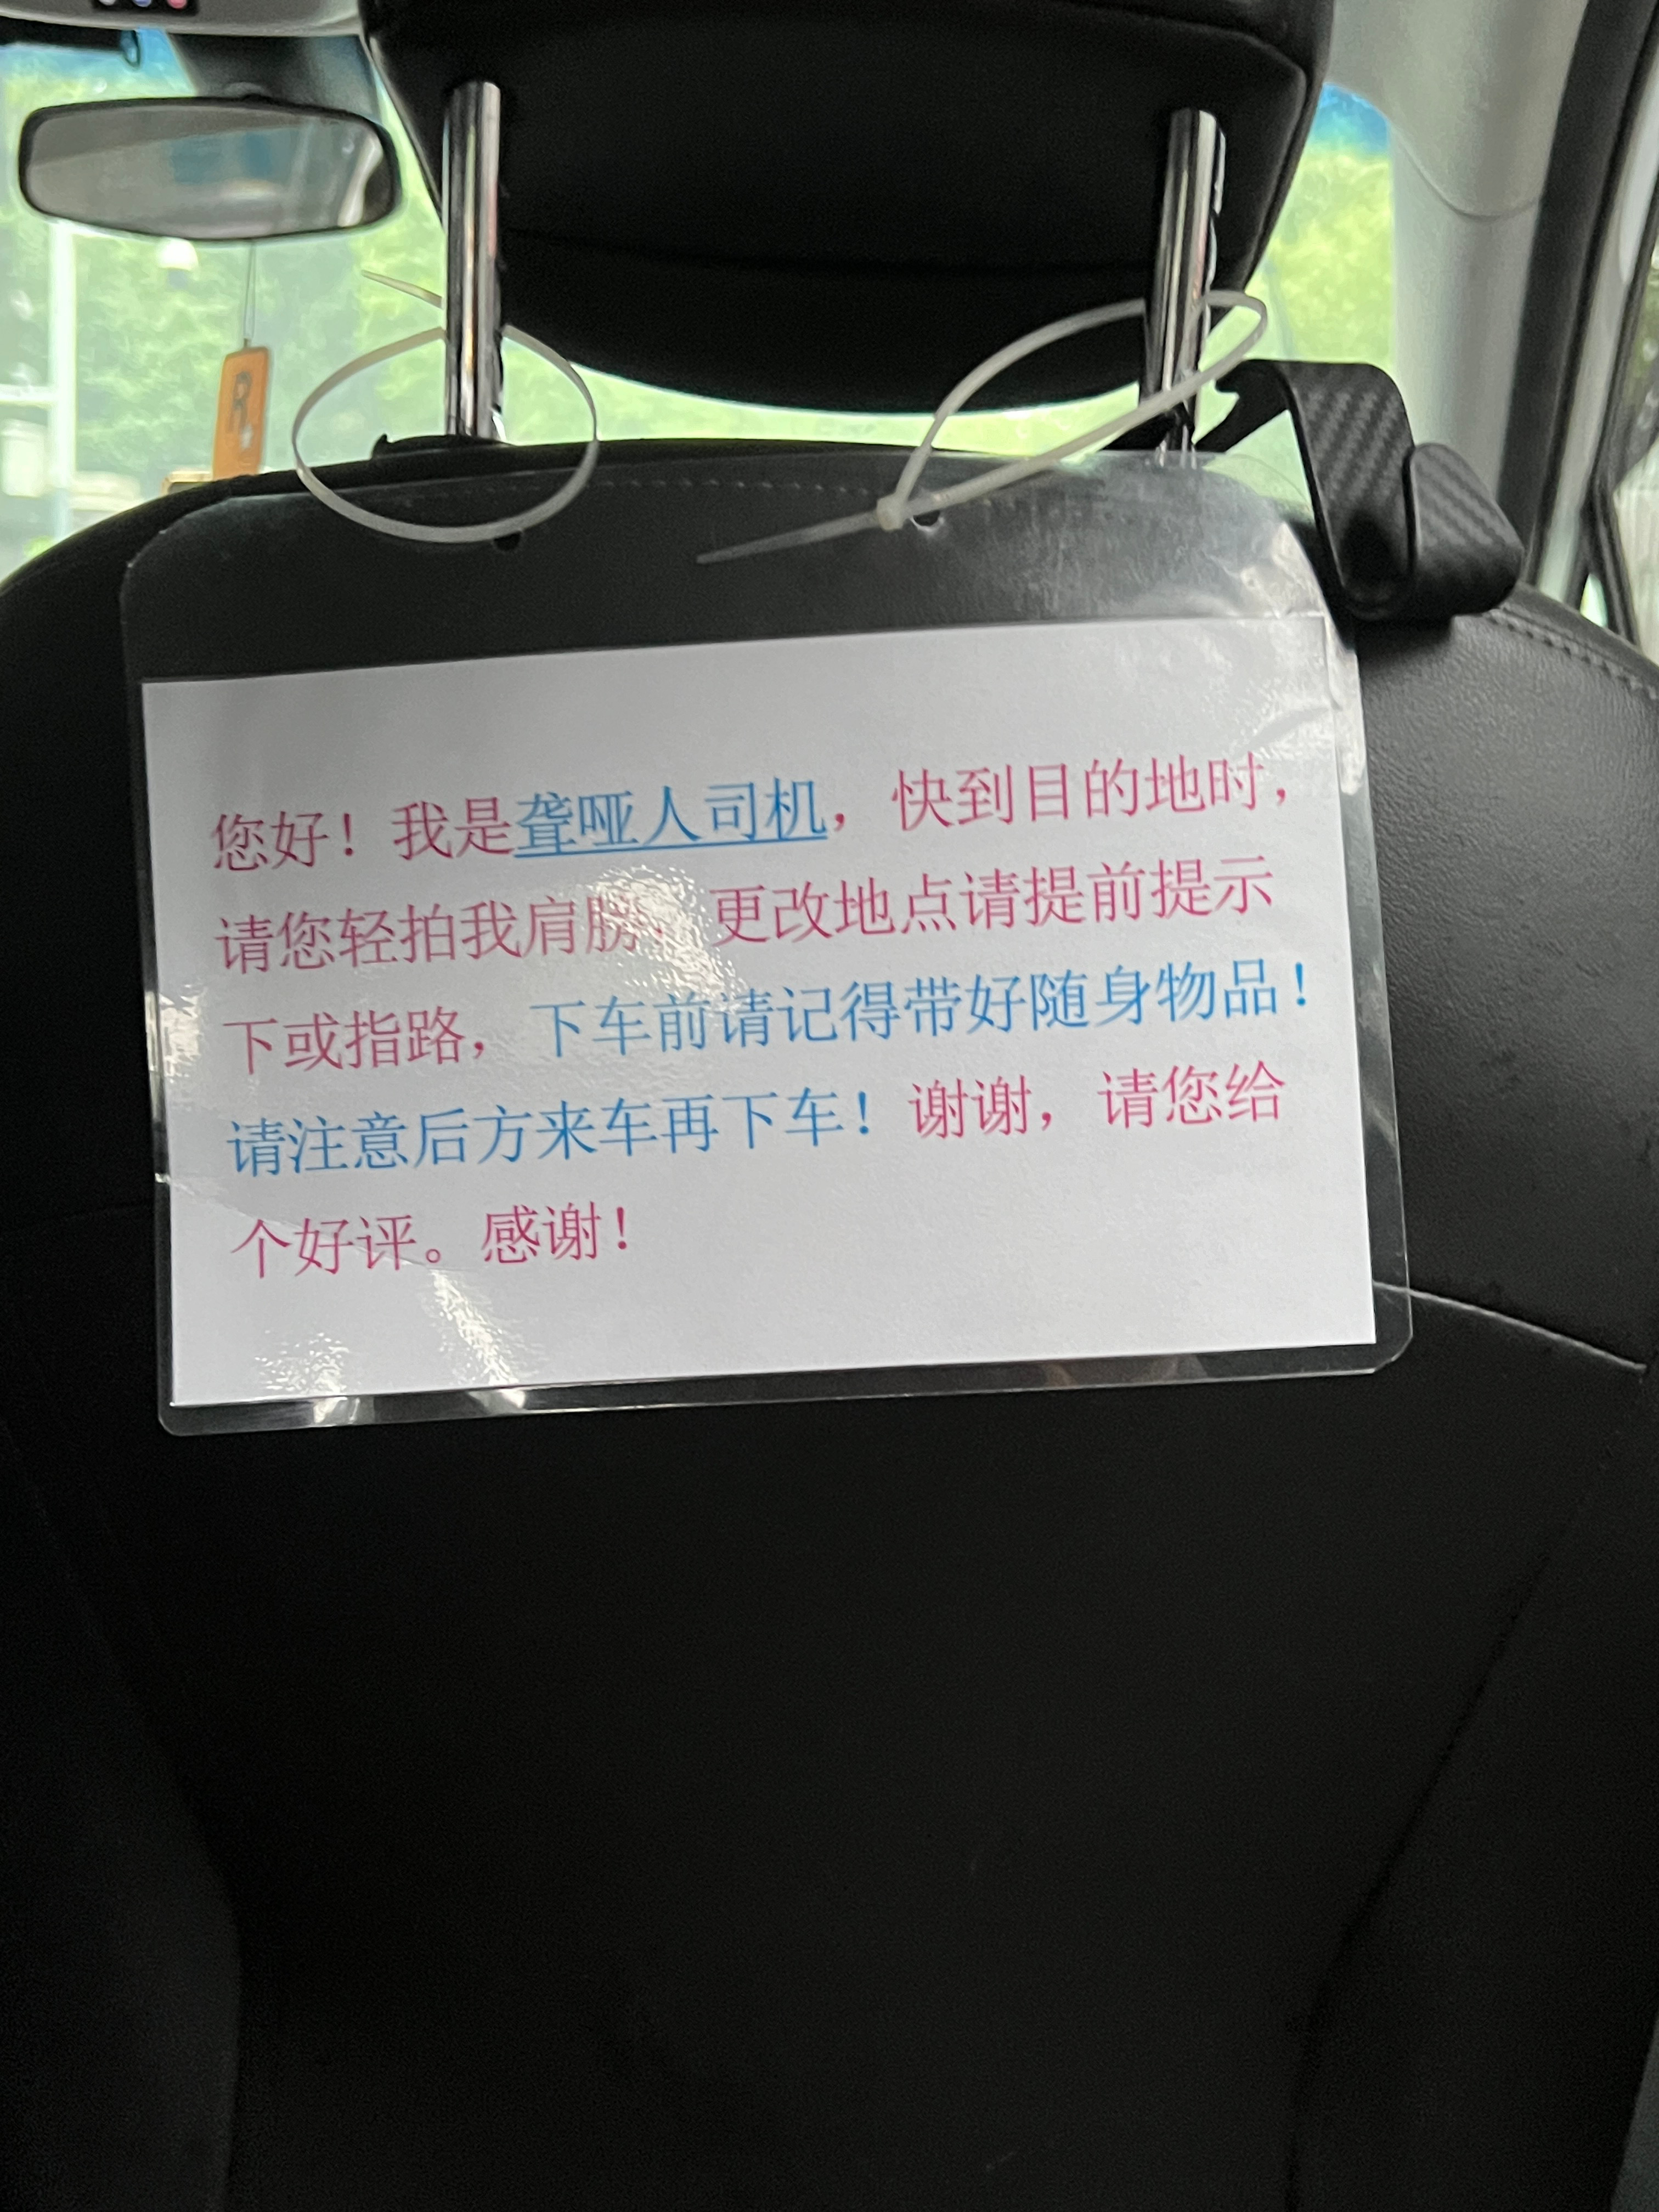 您好！我是聋哑人司机，快到目的地时，
请您轻拍我肩膀，更改地点请提前提示
下或指路，下车前请记得带好随身物品！
请注意后方来车再下车！谢谢，请您给
个好评。感谢！